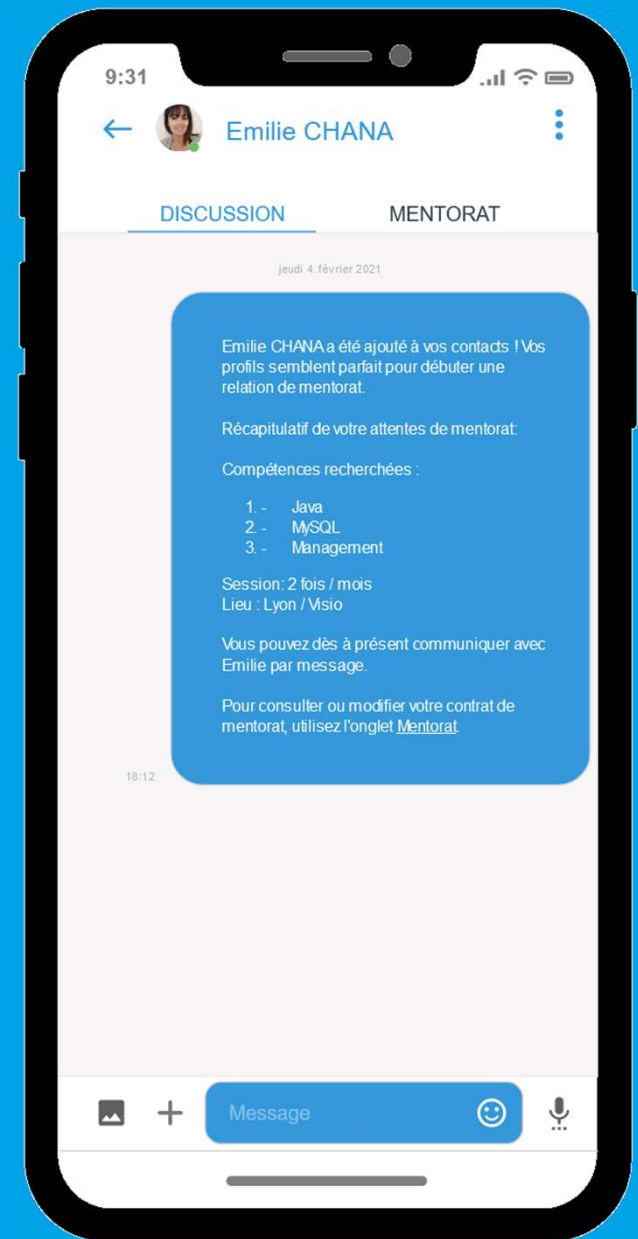 9:31
Emilie CHANA
DISCUSSION
MENTORAT
jeudi 4 février 2021
Emilie CHANA a été ajouté à vos contacts ! Vos
profils semblent parfait pour débuter une
relation de mentorat.
Récapitulatif de votre attentes de mentorat:
Compétences recherchées :
1. - Java
2. - MySQL
3. - Management
Session: 2 fois / mois
Lieu : Lyon / Visio
Vous pouvez dès à présent communiquer avec
Emilie par message.
Pour consulter ou modifier votre contrat de
mentorat, utilisez l'onglet Mentorat.
18:12
Message